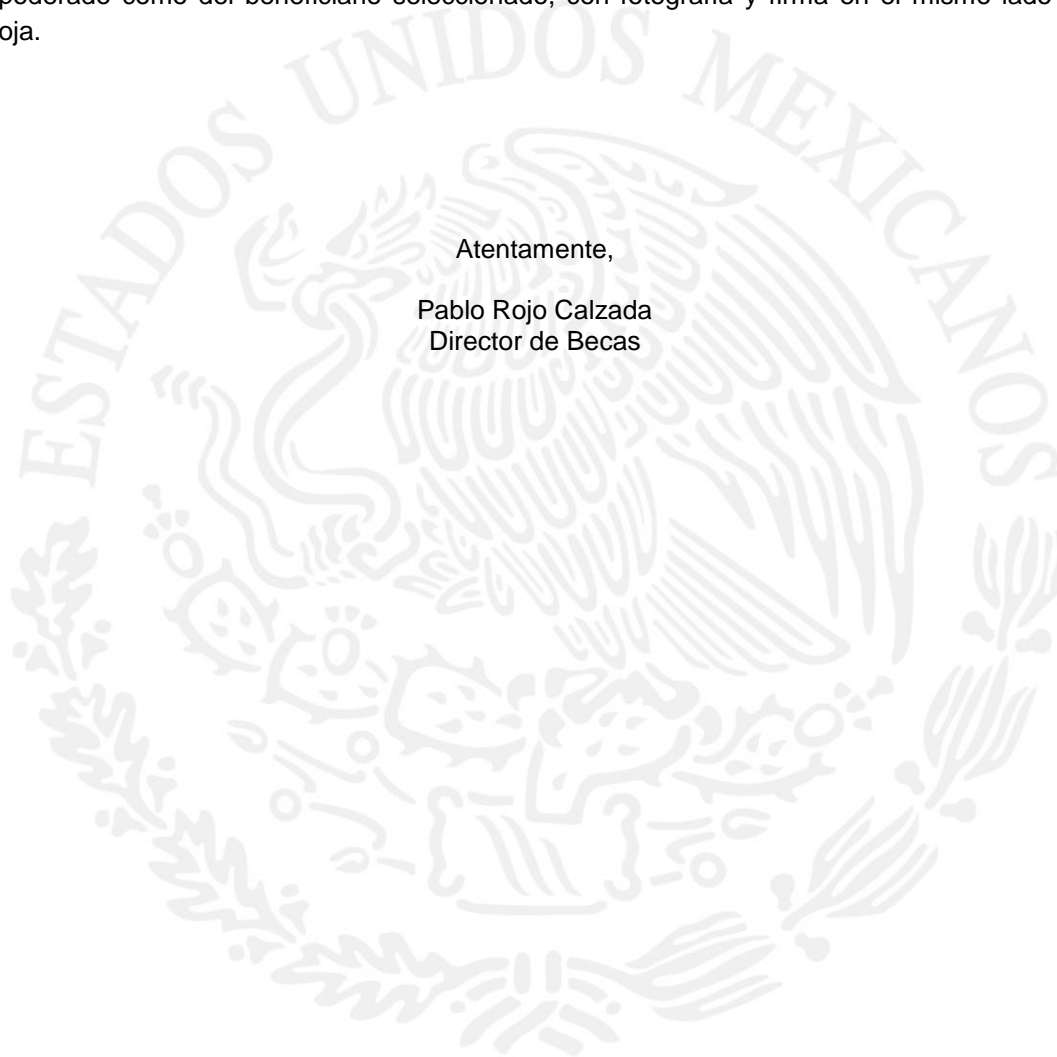 poderado como del beneficiario seleccionado, con fotografía y firma en el mismo lado
oja.
ESTADOS UNIDOS MEXICANOS
Atentamente,
Pablo Rojo Calzada
Director de Becas